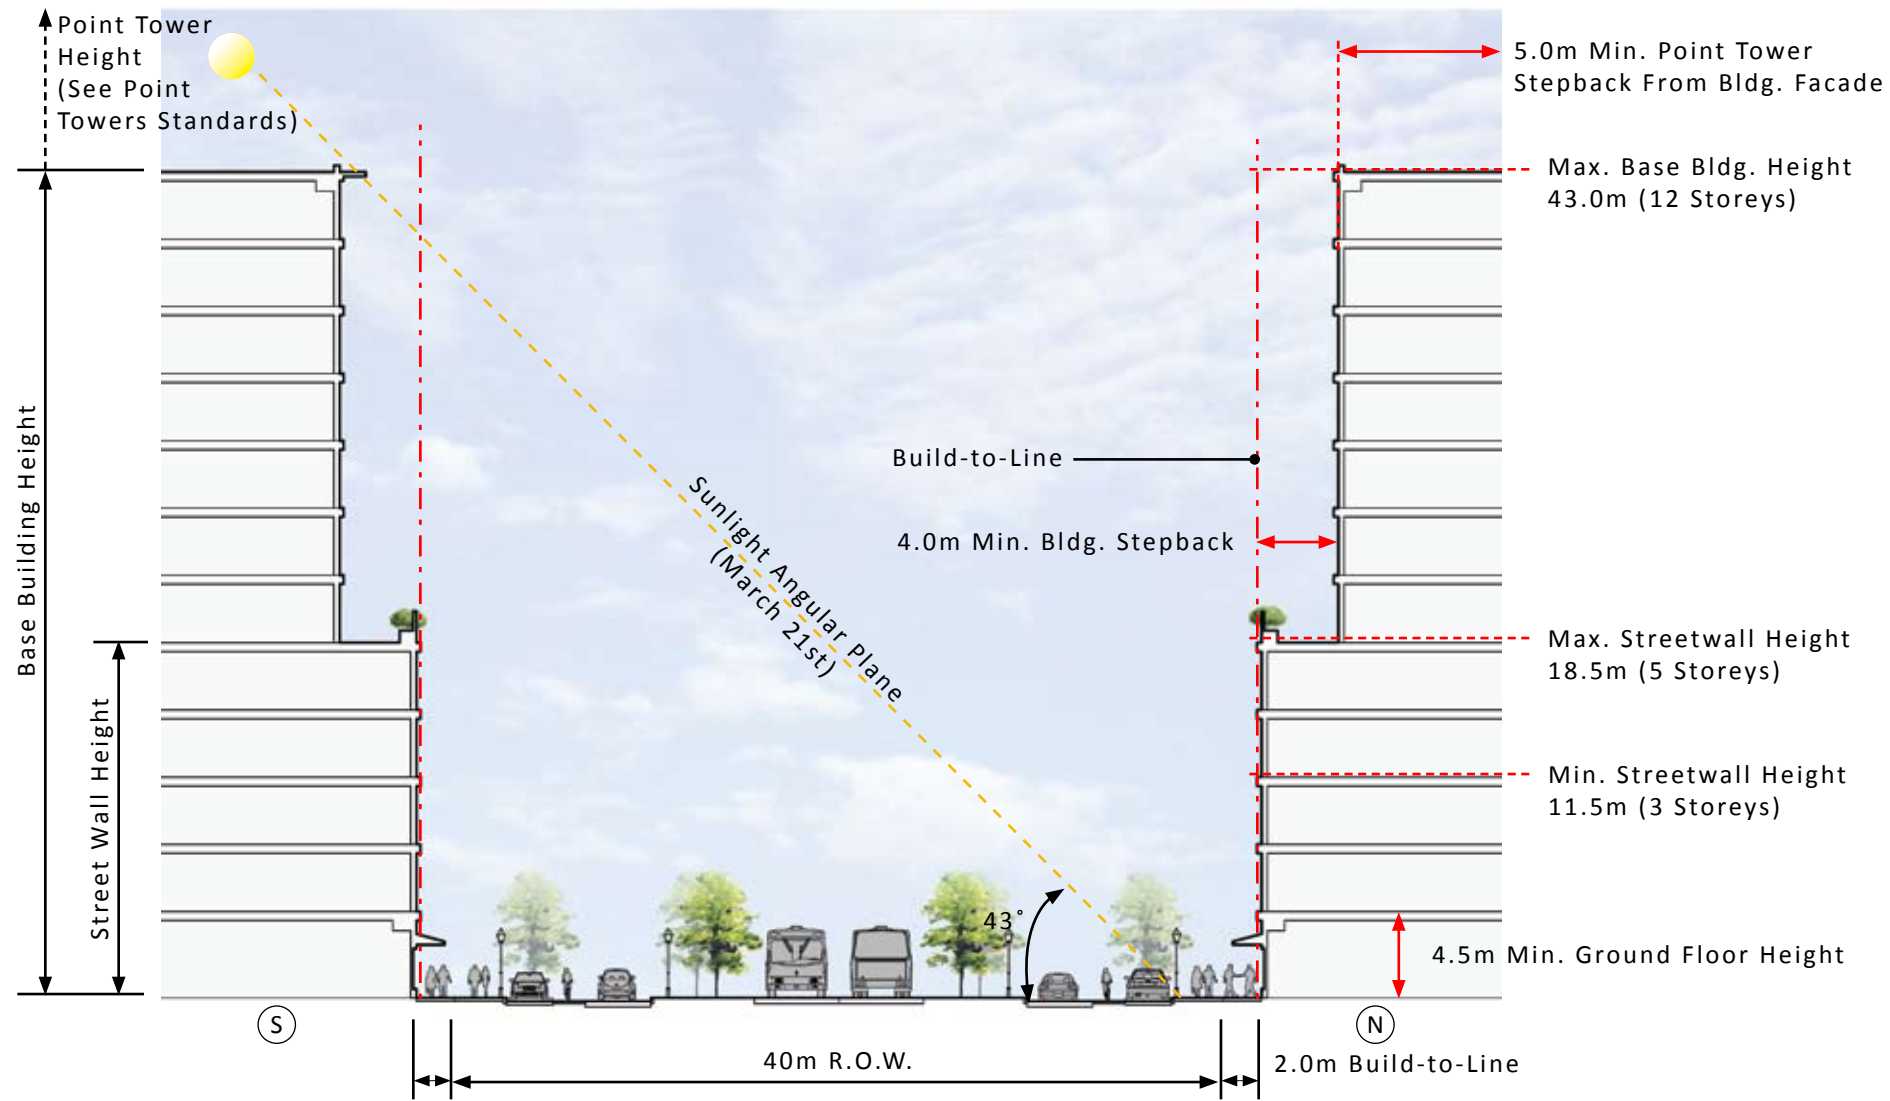 Point Tower
Height
(See Point
Towers Standards)
5.0m Min. Point Tower
Stepback From Bldg. Facade
Max. Base Bldg. Height
43.0m (12 Storeys)
Base Building Height
Build-to-Line
4.0m Min. Bldg. Stepback
Sunlight Angular Plane
(March 21st)
Max. Streetwall Height
18.5m (5 Storeys)
Street Wall Height
Min. Streetwall Height
11.5m (3 Storeys)
43°
4.5m Min. Ground Floor Height
S
N
40m R.O.W.
2.0m Build-to-Line